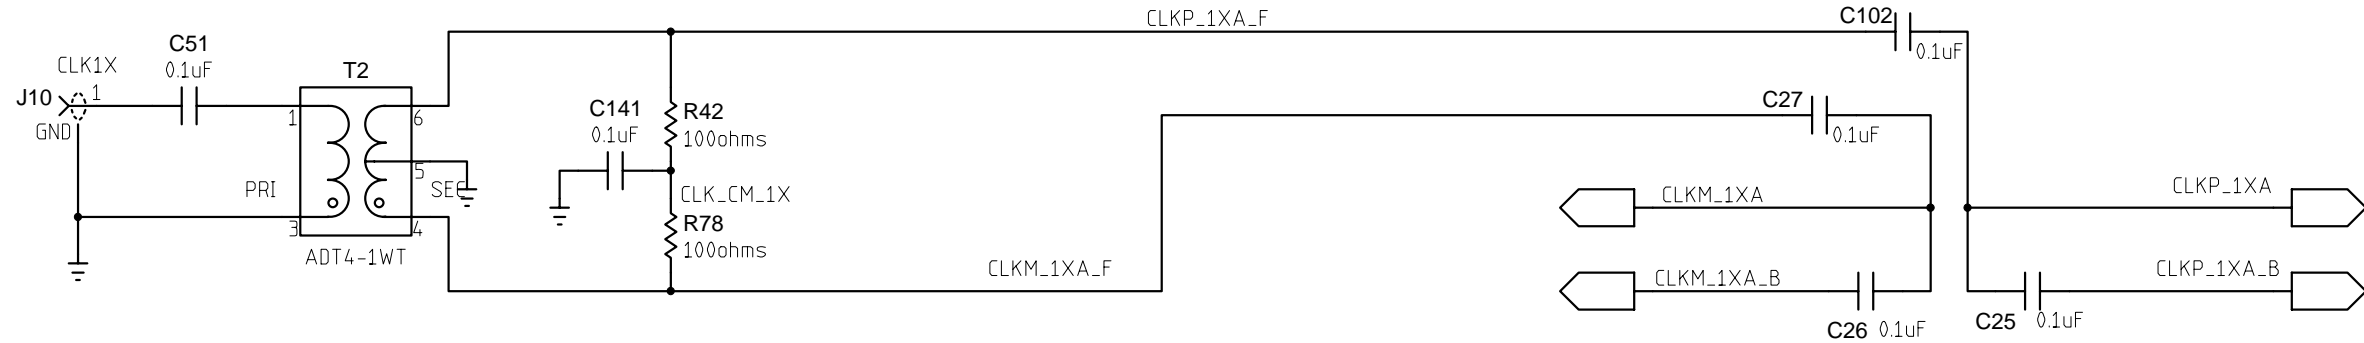 CLKP_1XA_F
C102
0.1uF
C51
0.1uF
CLK1X
T2
J10
1
GND
1
6
C141
0.1uF
R42
100ohms
C27
0.1uF
5
PRI
SEC
CLK_CM_1X
CLKM_1XA
CLKP_1XA
3
4
R78
100ohms
ADT4-1WT
CLKM_1XA_F
CLKM_1XA_B
CLKP_1XA_B
C26
0.1uF
C25
0.1uF